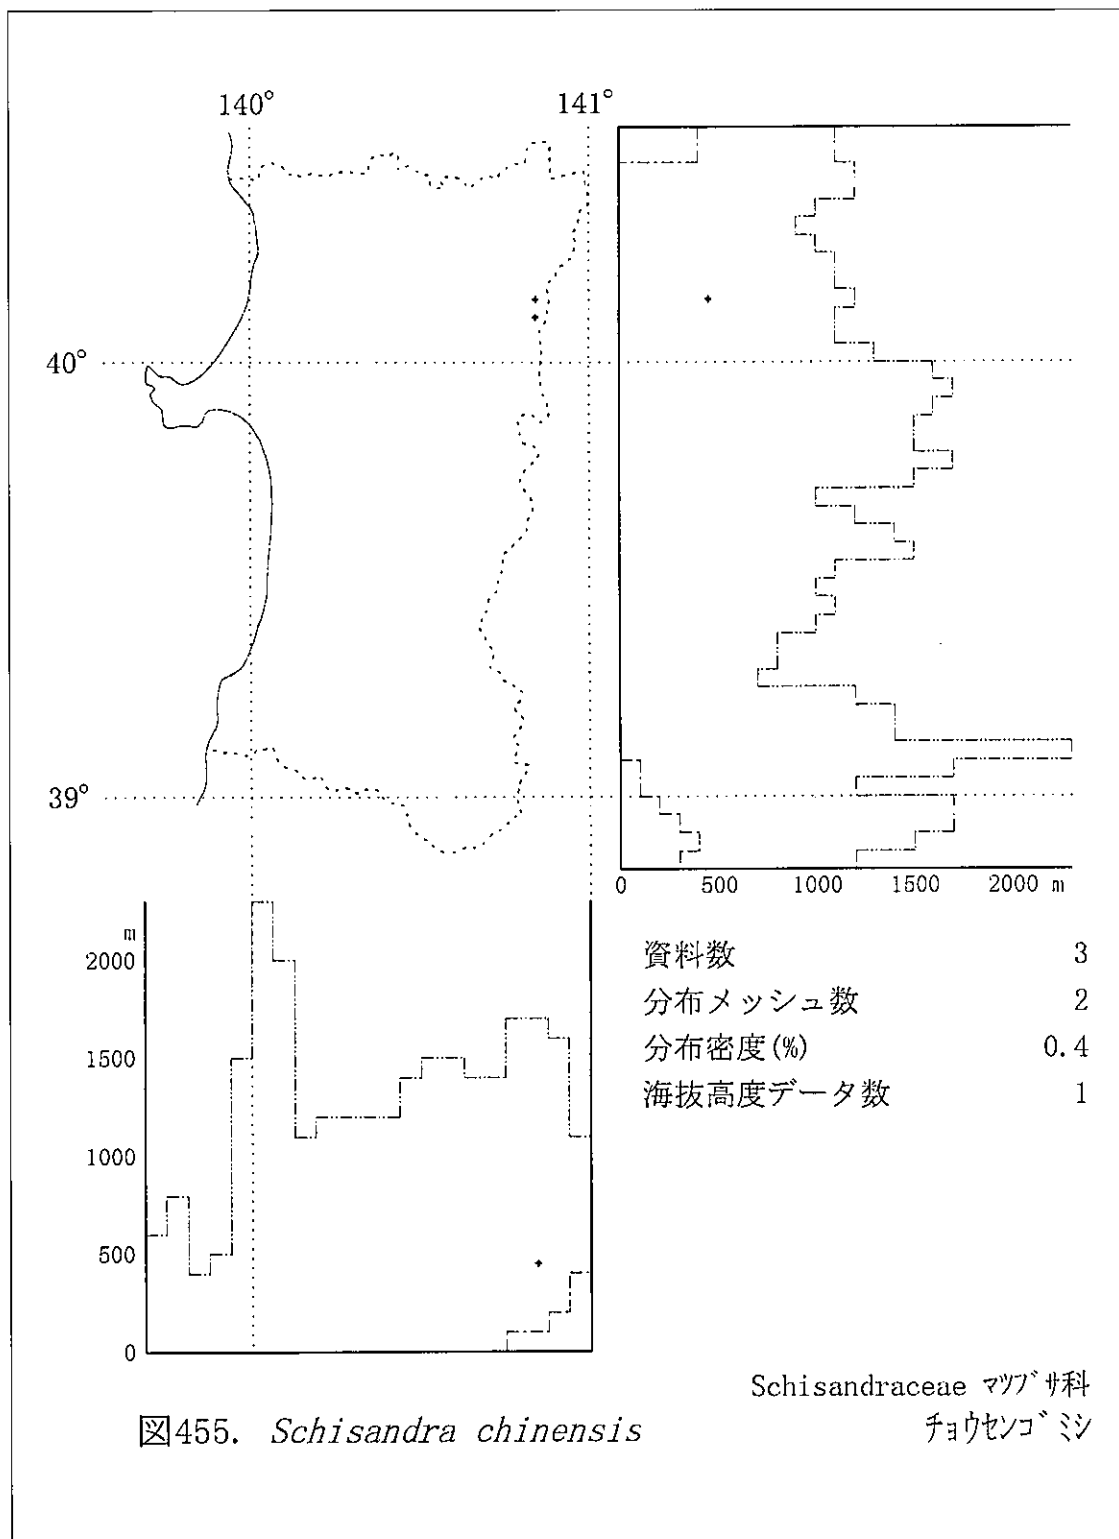 140°
141°
40°
39°
0 500 1000 1500 2000 m
m
2000
1500
1000
500
0
資料数 3
分布メッシュ数 2
分布密度(%) 0.4
海抜高度データ数 1
Schisandraceae マツブサ科
図455. Schisandra chinensis チョウセンゴミシ